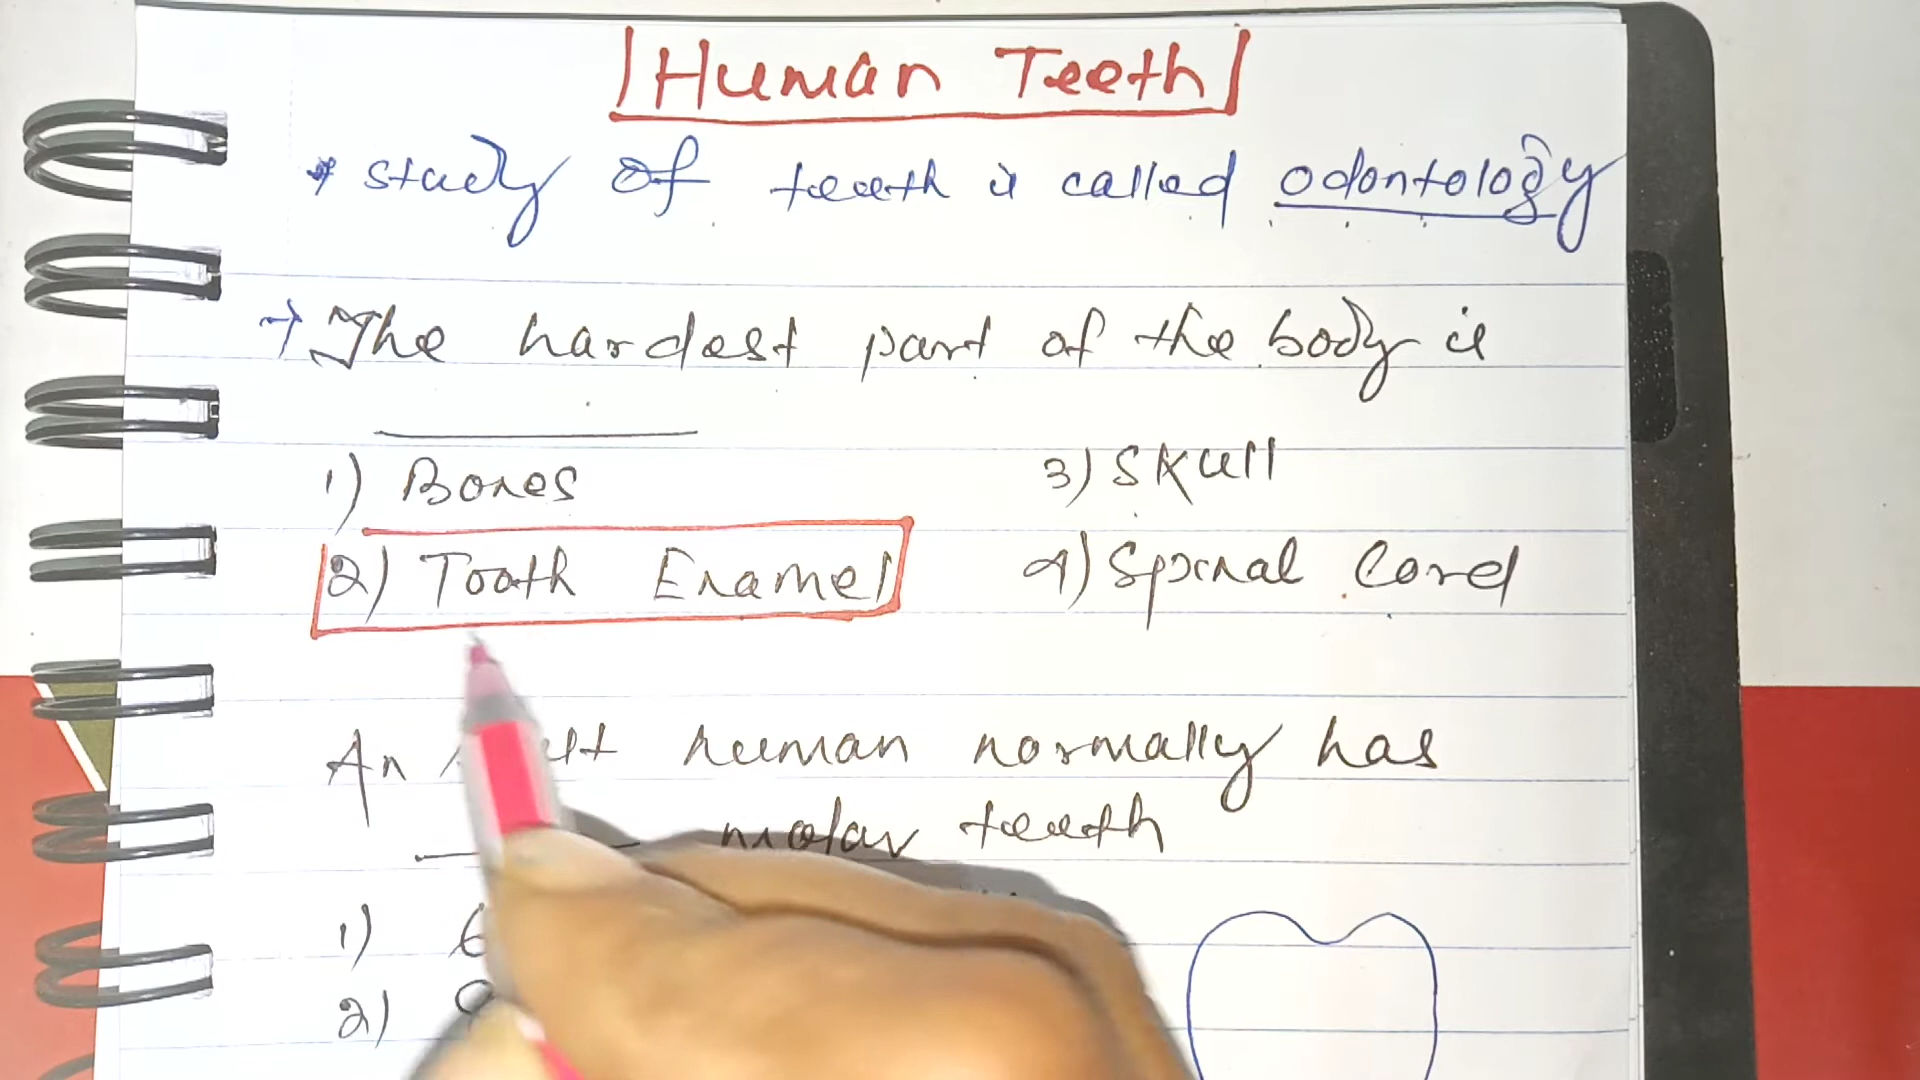 Human Teeth
* study of teeth is called odontology
→ The hardest part of the body is
1) Bones
3) Skull
2) Tooth Enamel
4) Spinal Cord
An human normally has
molar teeth
1)
2)